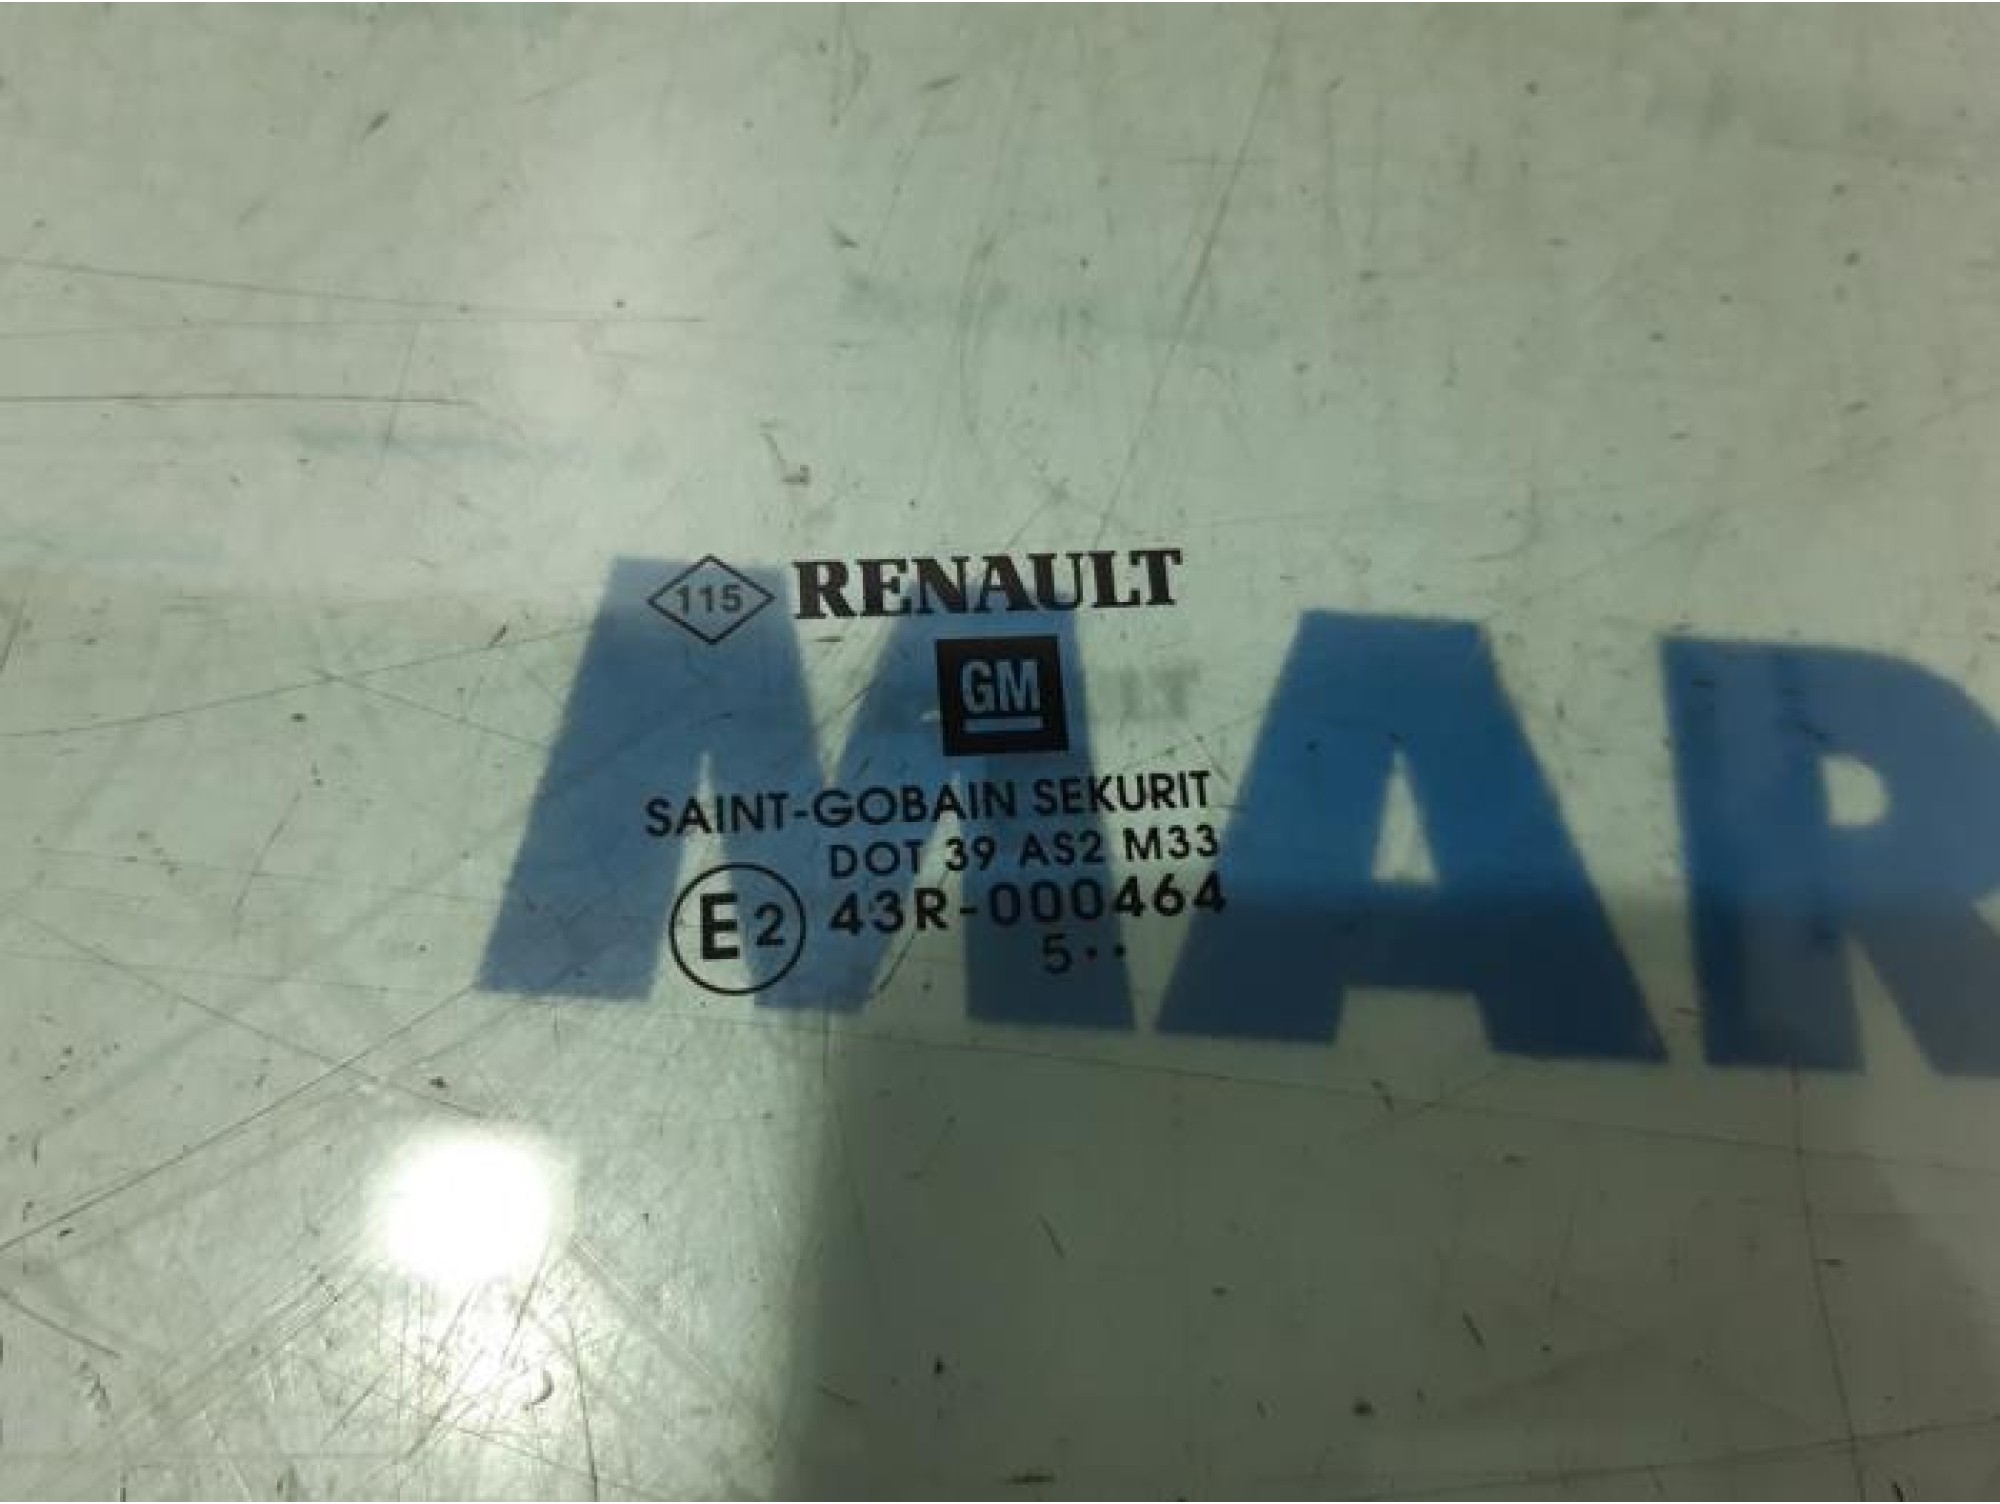 115 RENAULT
GM
SAINT-GOBAIN SEKURIT
DOT 39 AS2 M33
E2 43R-000464
5··
MAR